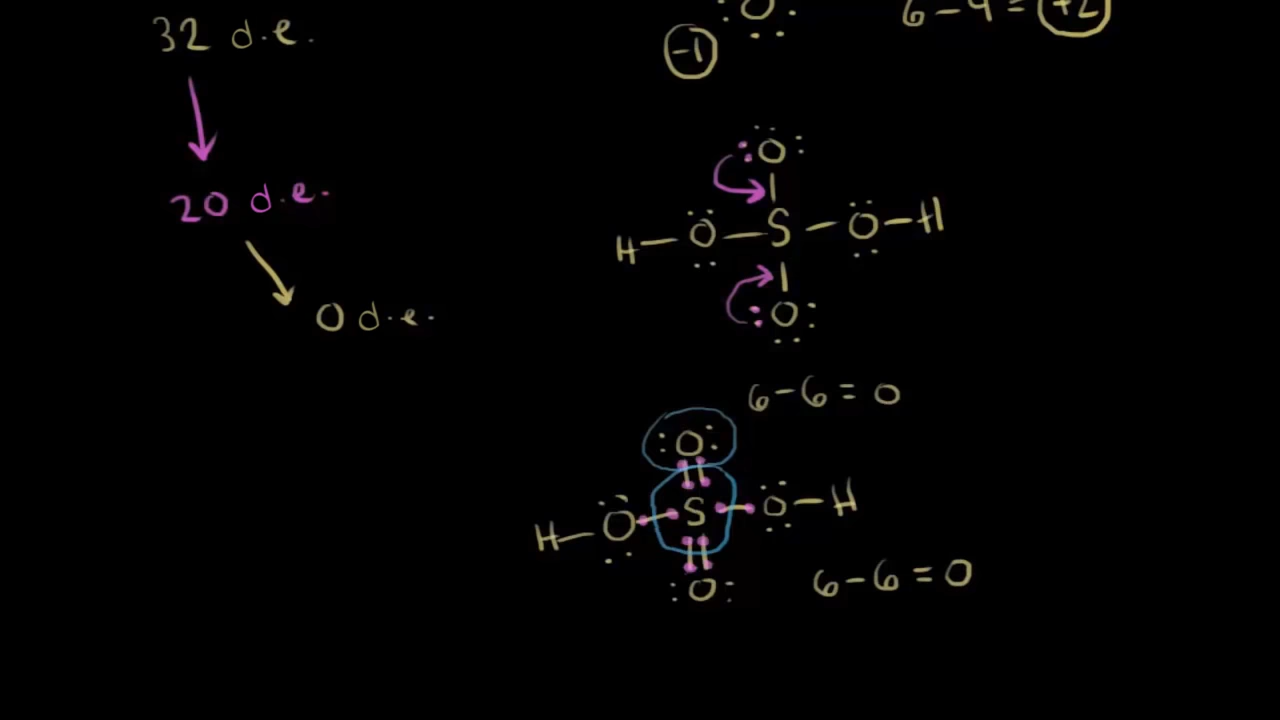 32 d.e.
20 d.e.
0 d.e.
O 6 - 4 = +2
-1
O
H - O - S - O - H
O
6 - 6 = 0
O
H - O - S - O - H
O
6 - 6 = 0